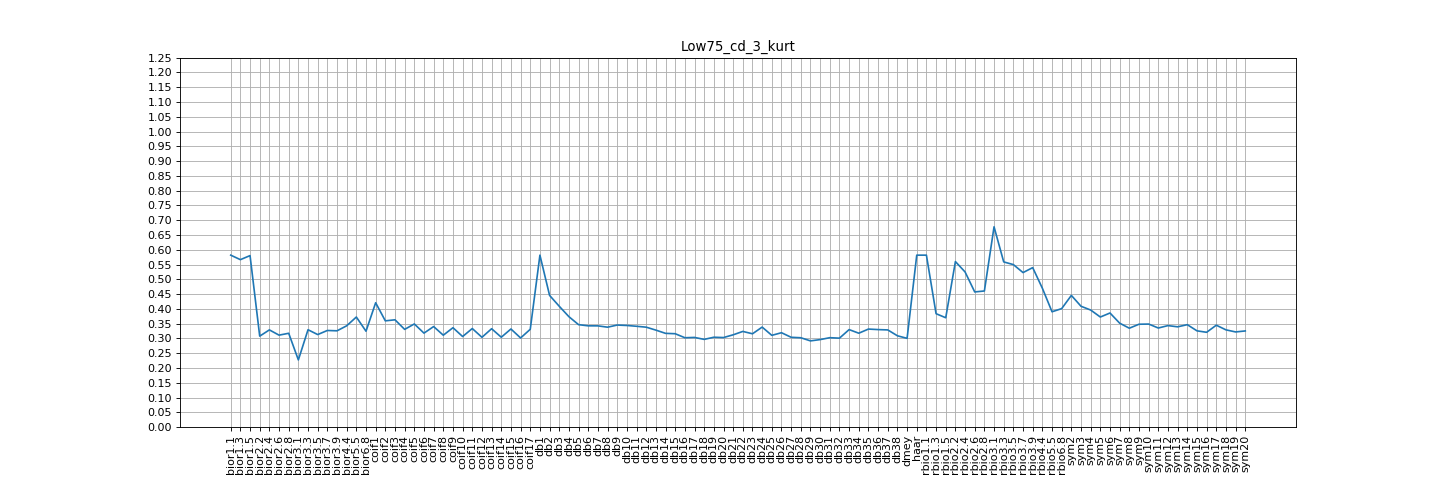 Low75_cd_3_kurt
1.25
1.20
1.15
1.10
1.05
1.00
0.95
0.90
0.85
0.80
0.75
0.70
0.65
0.60
0.55
0.50
0.45
0.40
0.35
0.30
0.25
0.20
0.15
0.10
0.05
0.00
bior1.1
bior1.3
bior1.5
bior2.2
bior2.4
bior2.6
bior2.8
bior3.1
bior3.3
bior3.5
bior3.7
bior3.9
bior4.4
bior5.5
bior6.8
coif1
coif2
coif3
coif4
coif5
coif6
coif7
coif8
coif9
coif10
coif11
coif12
coif13
coif14
coif15
coif16
coif17
db1
db2
db3
db4
db5
db6
db7
db8
db9
db10
db11
db12
db13
db14
db15
db16
db17
db18
db19
db20
db21
db22
db23
db24
db25
db26
db27
db28
db29
db30
db31
db32
db33
db34
db35
db36
db37
db38
dmey
haar
rbio1.1
rbio1.3
rbio1.5
rbio2.2
rbio2.4
rbio2.6
rbio2.8
rbio3.1
rbio3.3
rbio3.5
rbio3.7
rbio3.9
rbio4.4
rbio5.5
rbio6.8
sym2
sym3
sym4
sym5
sym6
sym7
sym8
sym9
sym10
sym11
sym12
sym13
sym14
sym15
sym16
sym17
sym18
sym19
sym20